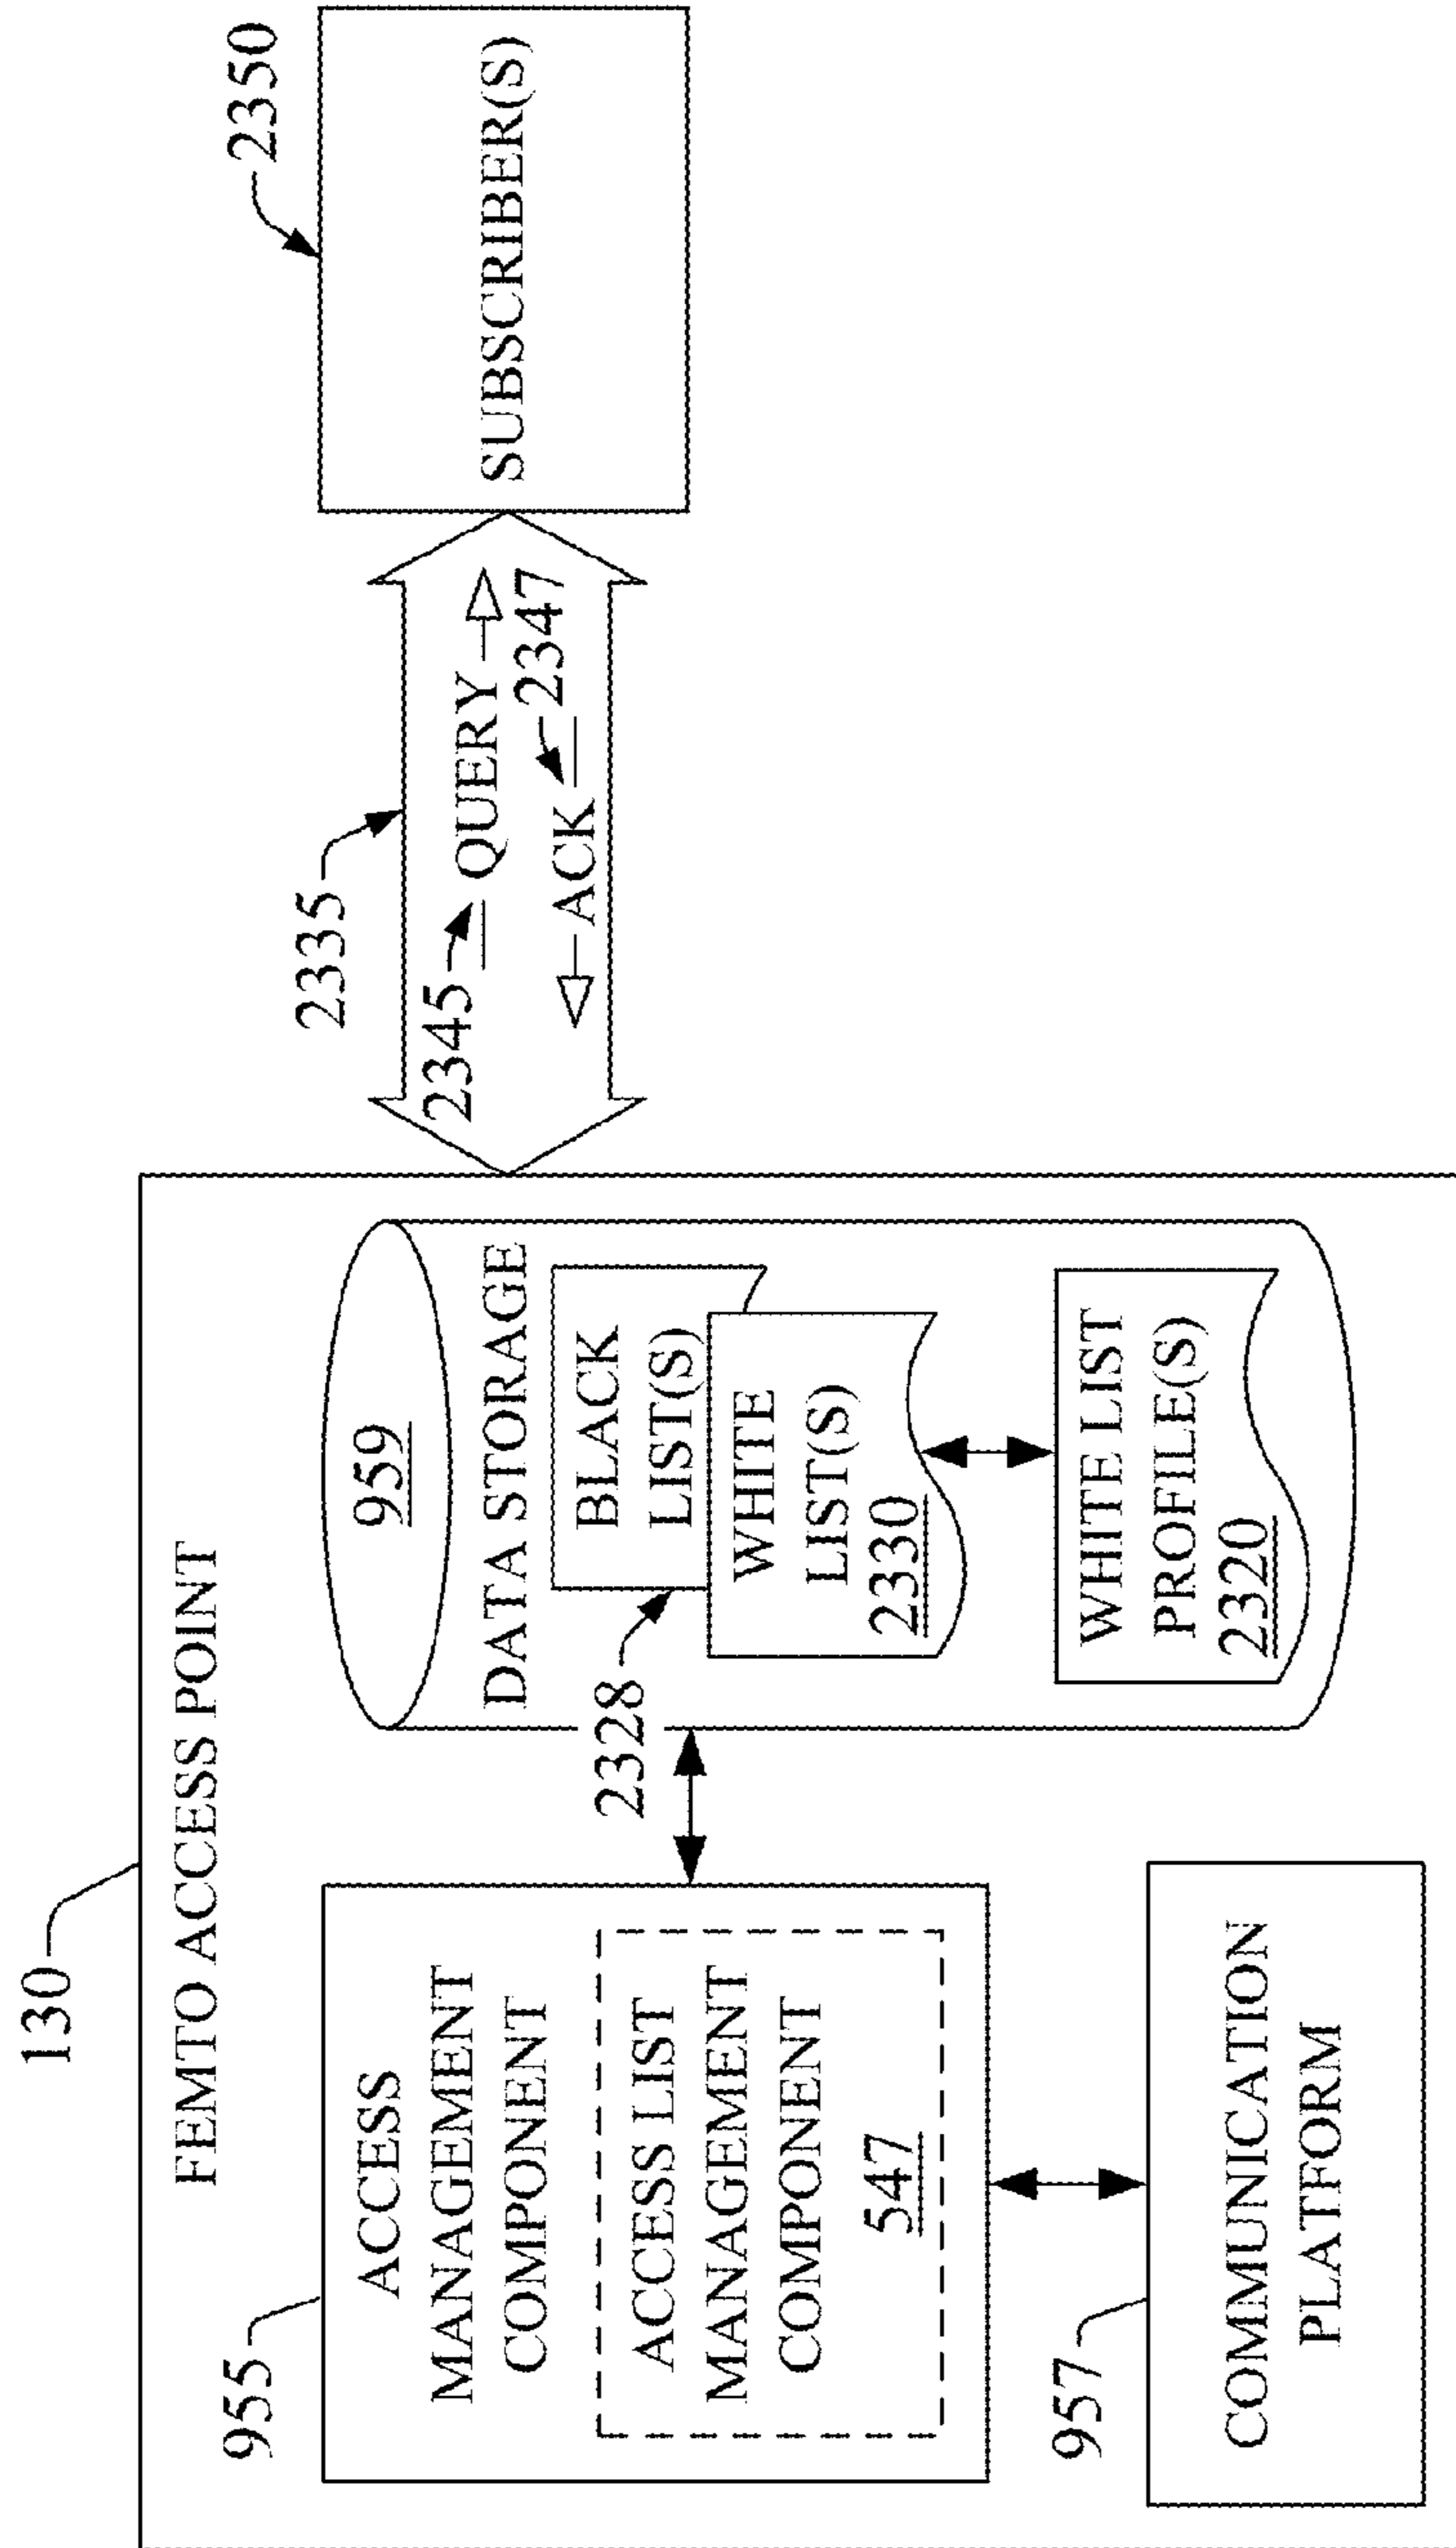 130
FEMTO ACCESS POINT
955
ACCESS
MANAGEMENT
COMPONENT
ACCESS LIST
MANAGEMENT
COMPONENT
547
957
COMMUNICATION
PLATFORM
959
DATA STORAGE
2328
BLACK
LIST(S)
WHITE
LIST(S)
2330
WHITE LIST
PROFILE(S)
2320
2335
2345
QUERY
2347
ACK
2350
SUBSCRIBER(S)